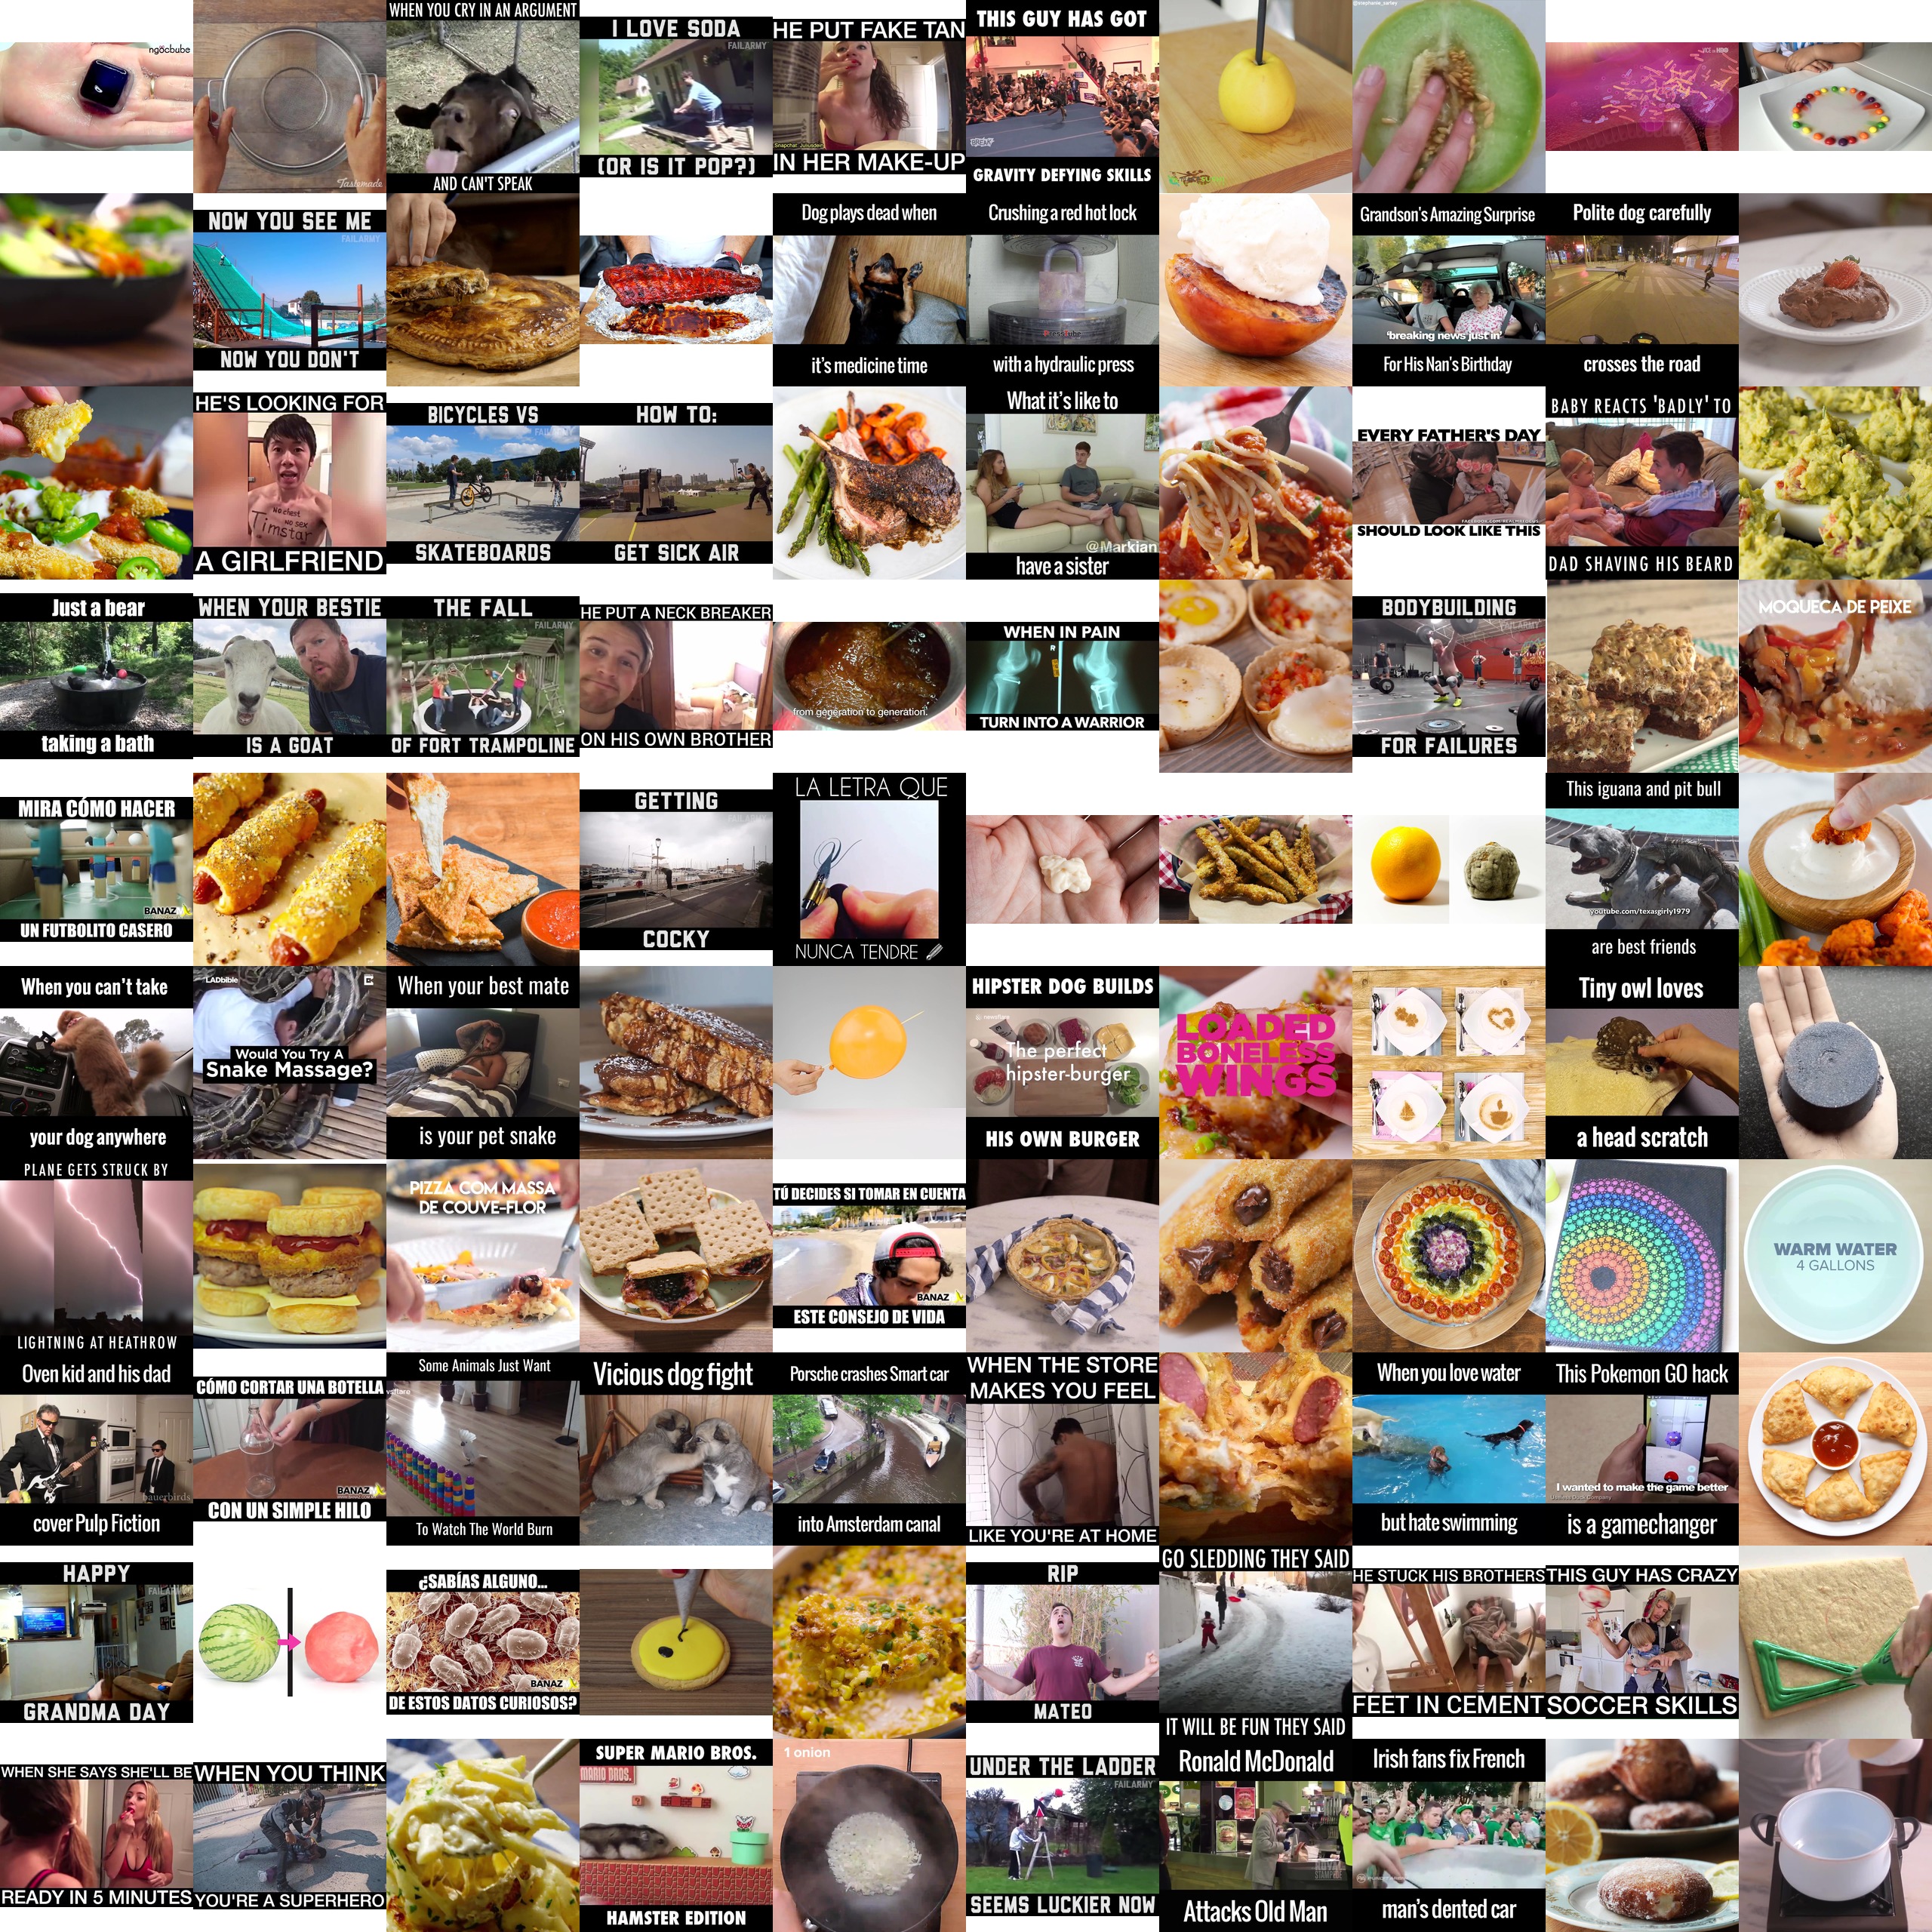 WHEN YOU CRY IN AN ARGUMENT
AND CAN'T SPEAK
ngọcbube
Tastemade
I LOVE SODA
FAILARMY
(OR IS IT POP?)
HE PUT FAKE TAN
IN HER MAKE-UP
THIS GUY HAS GOT
GRAVITY DEFYING SKILLS
NOW YOU SEE ME
FAILARMY
NOW YOU DON'T
Dog plays dead when
it's medicine time
Crushing a red hot lock
with a hydraulic press
Grandson's Amazing Surprise
'breaking news just in'
For His Nan's Birthday
Polite dog carefully
crosses the road
HE'S LOOKING FOR
No chest
no sex
Timstar
A GIRLFRIEND
BICYCLES VS
FAILARMY
SKATEBOARDS
HOW TO:
GET SICK AIR
What it's like to
@Markian
have a sister
EVERY FATHER'S DAY
SHOULD LOOK LIKE THIS
BABY REACTS 'BADLY' TO
DAD SHAVING HIS BEARD
Just a bear
taking a bath
WHEN YOUR BESTIE
IS A GOAT
THE FALL
FAILARMY
OF FORT TRAMPOLINE
HE PUT A NECK BREAKER
ON HIS OWN BROTHER
from generation to generation.
WHEN IN PAIN
R
TURN INTO A WARRIOR
BODYBUILDING
FAILARMY
FOR FAILURES
MOQUECA DE PEIXE
MIRA CÓMO HACER
BANAZ
UN FUTBOLITO CASERO
GETTING
FAILARMY
COCKY
LA LETRA QUE
NUNCA TENDRE
This iguana and pit bull
youtube.com/texasgirly1979
are best friends
When you can't take
your dog anywhere
LADbible
Would You Try A
Snake Massage?
When your best mate
is your pet snake
HIPSTER DOG BUILDS
newsflare
The perfect
hipster-burger
HIS OWN BURGER
LOADED
BONELESS
WINGS
Tiny owl loves
a head scratch
PLANE GETS STRUCK BY
LIGHTNING AT HEATHROW
PIZZA COM MASSA
DE COUVE-FLOR
TÚ DECIDES SI TOMAR EN CUENTA
BANAZ
ESTE CONSEJO DE VIDA
WARM WATER
4 GALLONS
Oven kid and his dad
bauerbirds
cover Pulp Fiction
CÓMO CORTAR UNA BOTELLA
BANAZ
CON UN SIMPLE HILO
Some Animals Just Want
To Watch The World Burn
Vicious dog fight
Porsche crashes Smart car
into Amsterdam canal
WHEN THE STORE
MAKES YOU FEEL
LIKE YOU'RE AT HOME
When you love water
but hate swimming
This Pokemon GO hack
I wanted to make the game better
is a gamechanger
HAPPY
FAILARMY
GRANDMA DAY
¿SABÍAS ALGUNO...
BANAZ
DE ESTOS DATOS CURIOSOS?
RIP
MATEO
GO SLEDDING THEY SAID
IT WILL BE FUN THEY SAID
HE STUCK HIS BROTHERS
FEET IN CEMENT
THIS GUY HAS CRAZY
SOCCER SKILLS
WHEN SHE SAYS SHE'LL BE
READY IN 5 MINUTES
WHEN YOU THINK
YOU'RE A SUPERHERO
SUPER MARIO BROS.
MARIO BROS.
HAMSTER EDITION
1 onion
UNDER THE LADDER
FAILARMY
SEEMS LUCKIER NOW
Ronald McDonald
Attacks Old Man
Irish fans fix French
man's dented car